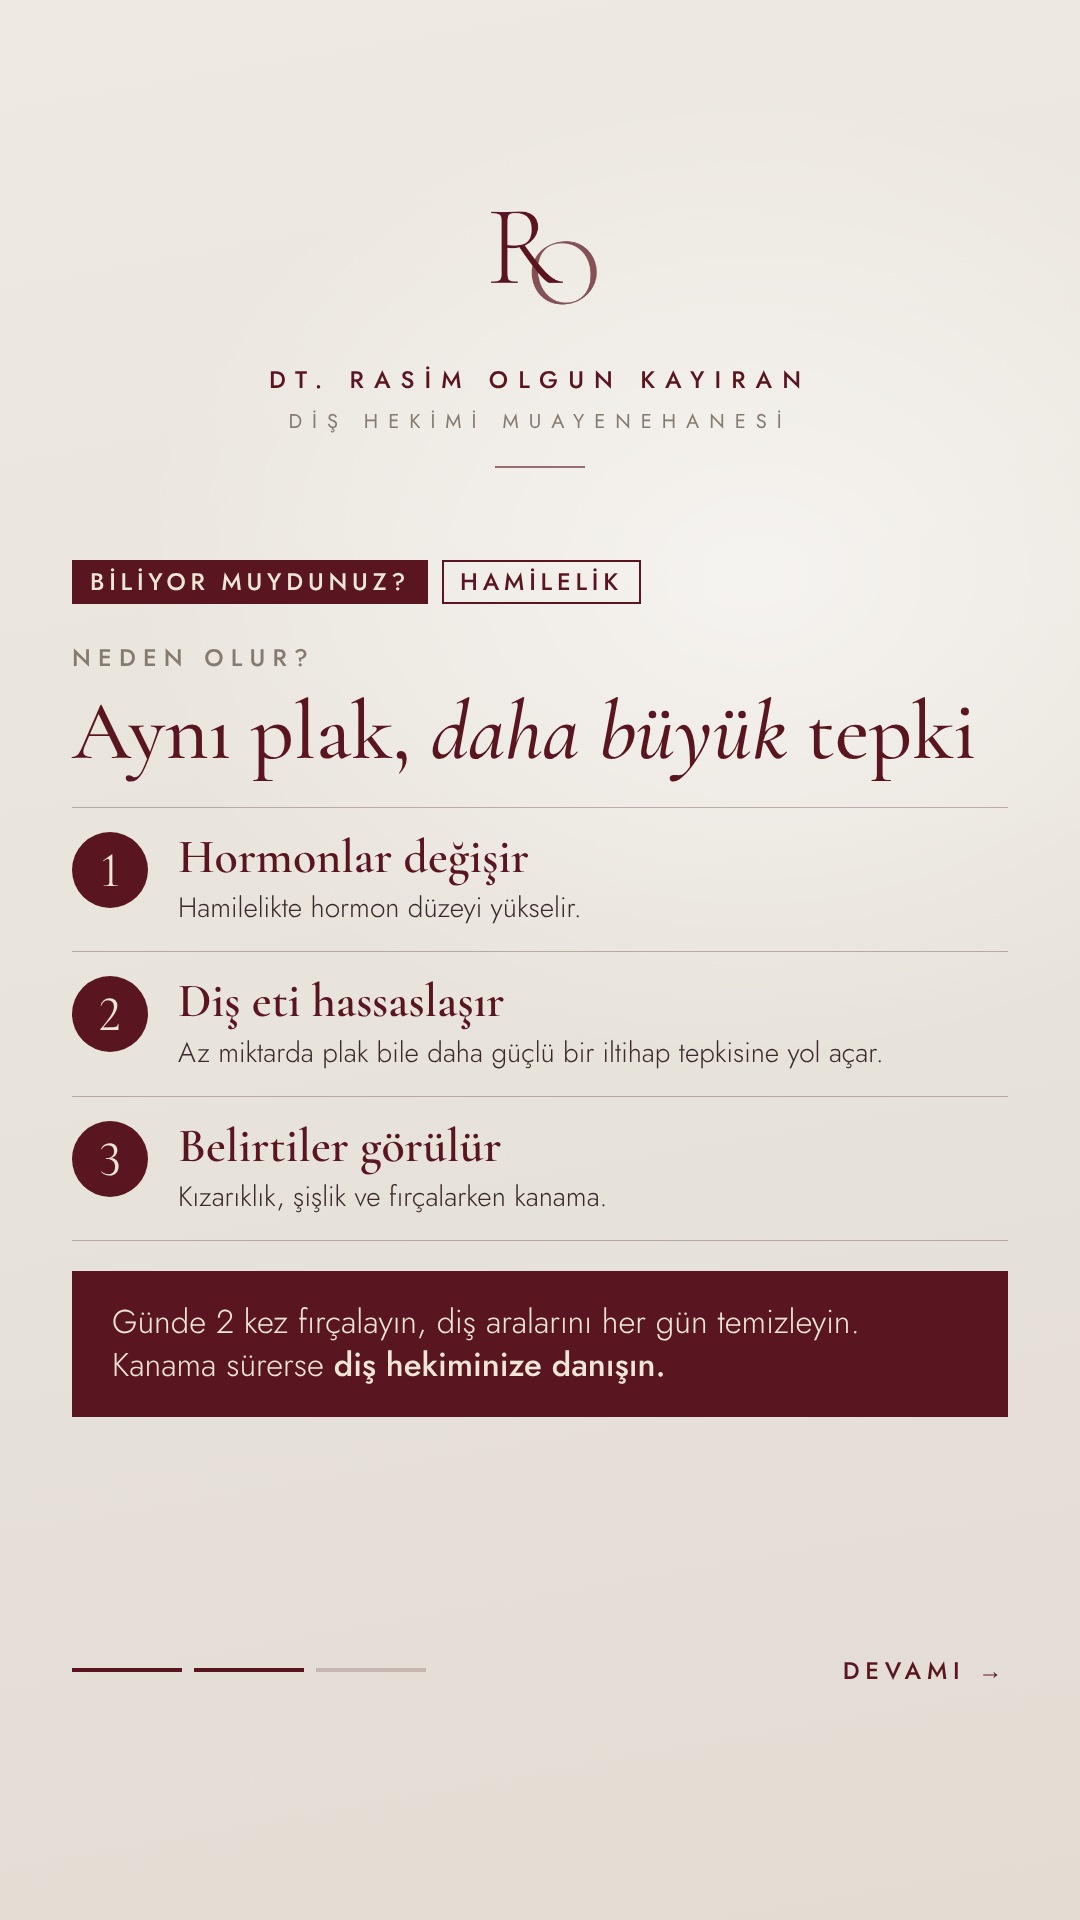 RO
DT. RASİM OLGUN KAYIRAN
DİŞ HEKİMİ MUAYENEHANESİ
BİLİYOR MUYDUNUZ? HAMİLELİK
NEDEN OLUR?
Aynı plak, daha büyük tepki
1 Hormonlar değişir
Hamilelikte hormon düzeyi yükselir.
2 Diş eti hassaslaşır
Az miktarda plak bile daha güçlü bir iltihap tepkisine yol açar.
3 Belirtiler görülür
Kızarıklık, şişlik ve fırçalarken kanama.
Günde 2 kez fırçalayın, diş aralarını her gün temizleyin.
Kanama sürerse diş hekiminize danışın.
DEVAMI →